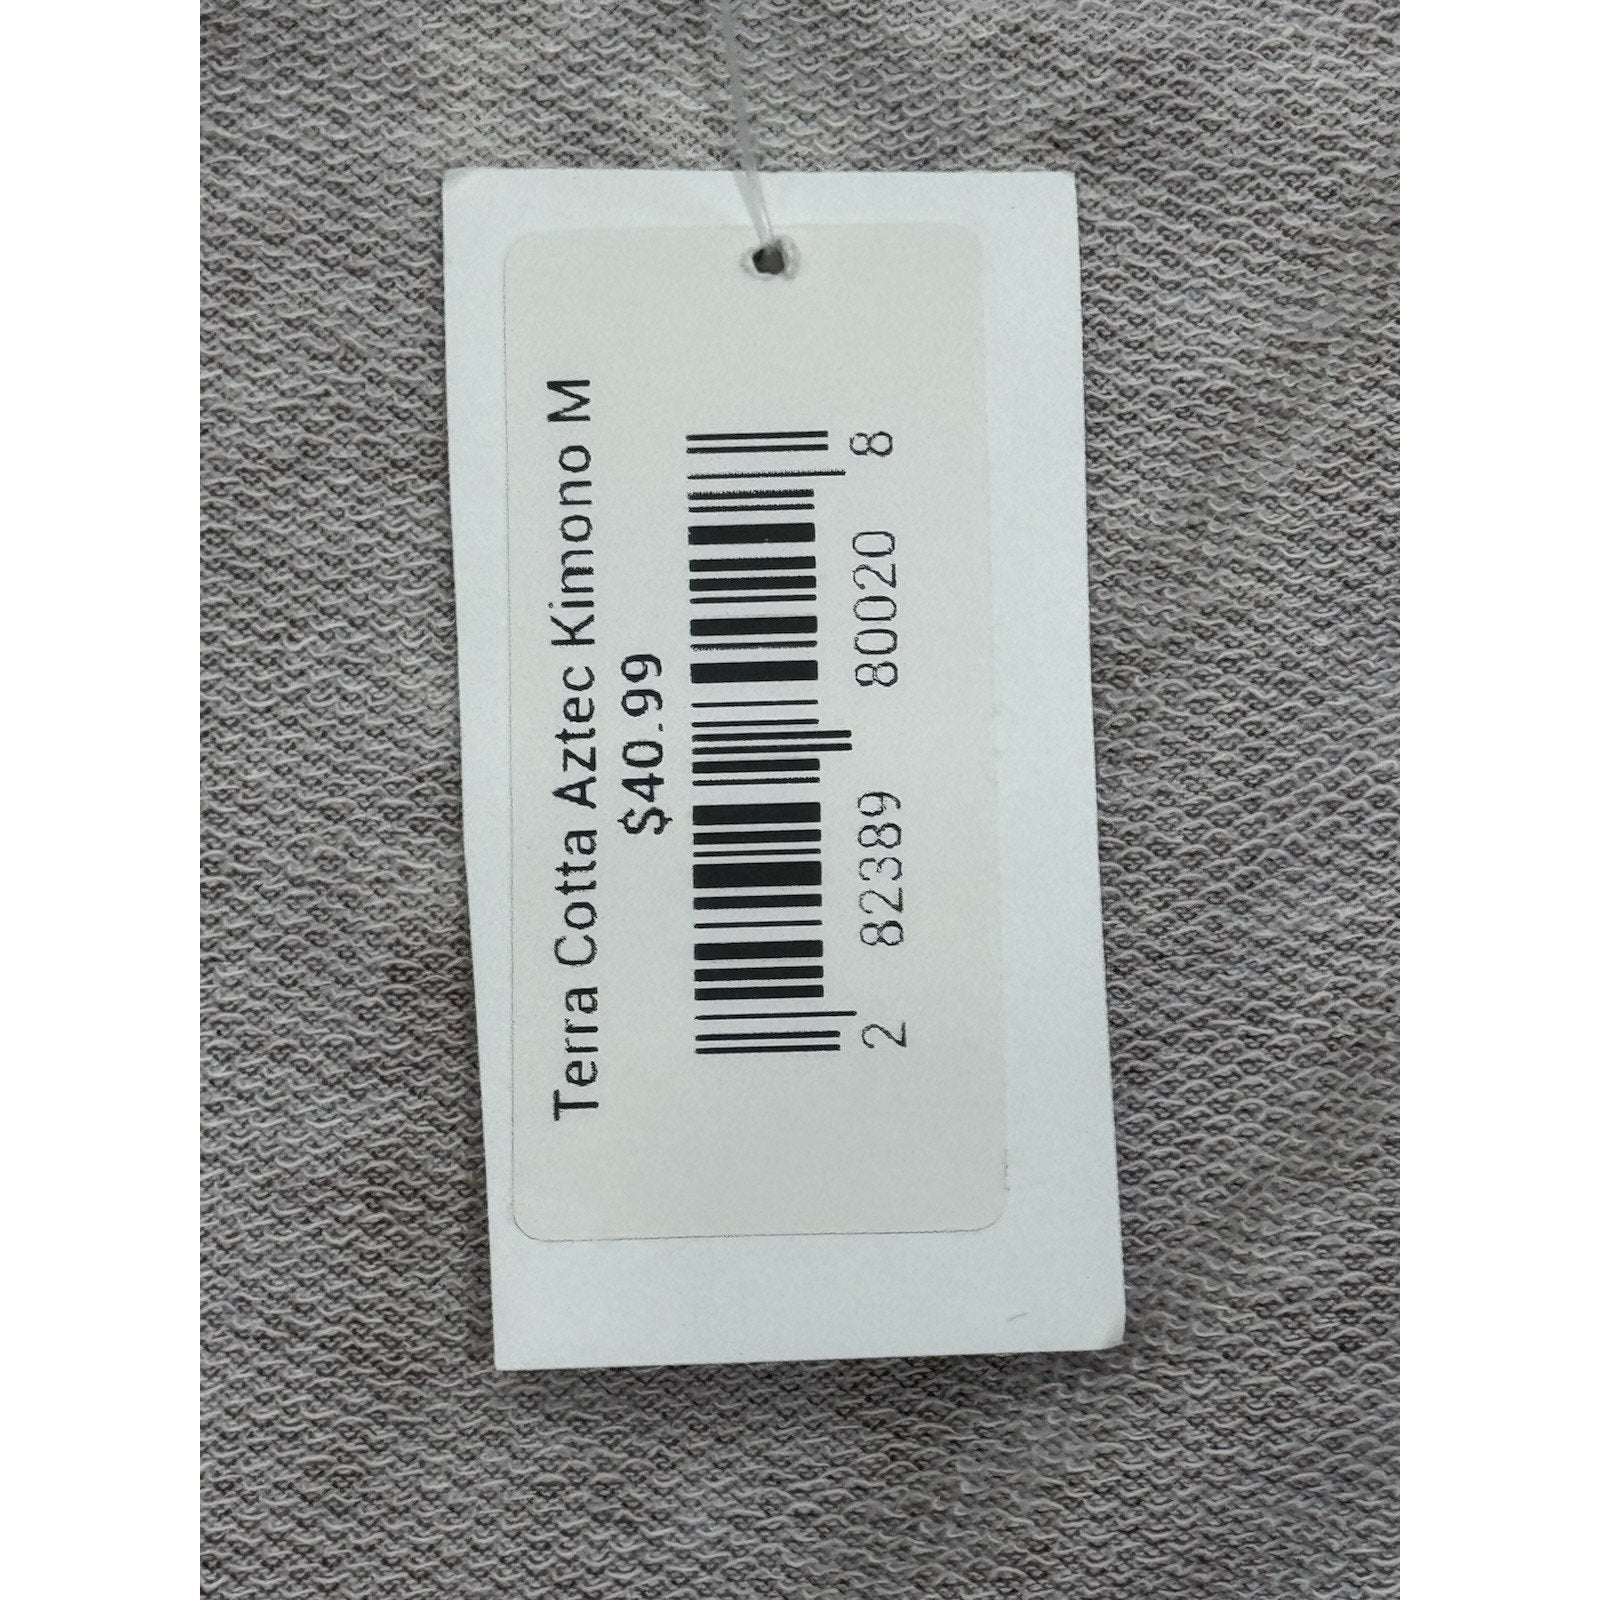 Terra Cotta Aztec Kimono M
$40.99
2 82389 80020 8